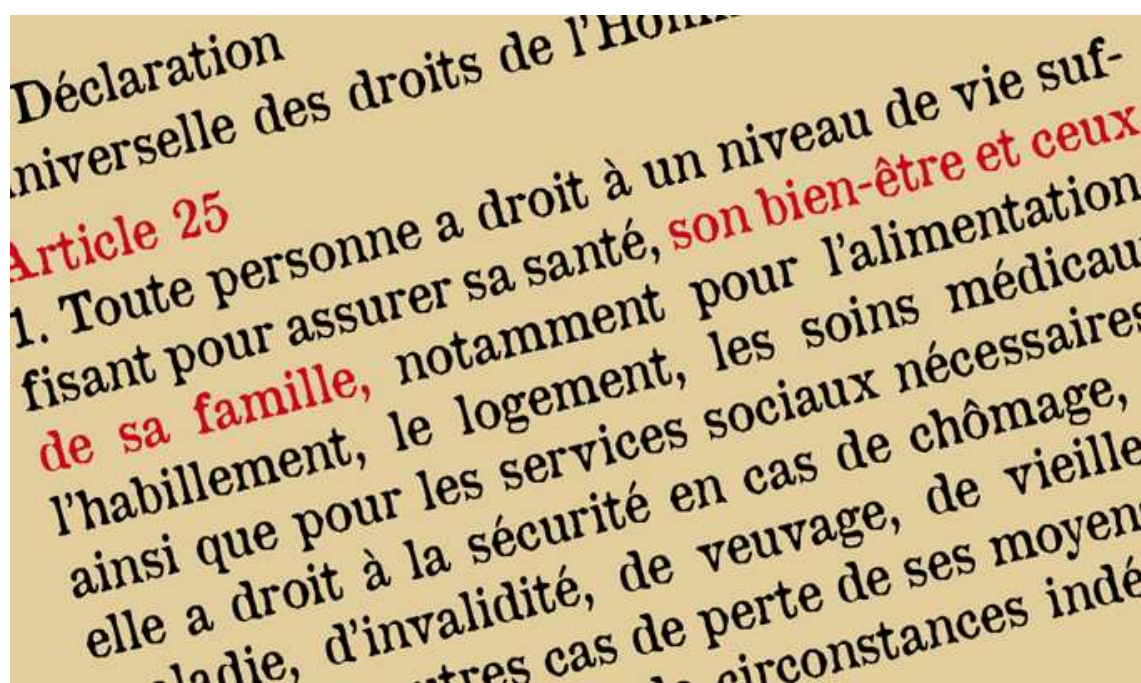 Déclaration
niverselle des droits de l'Hom
Article 25
1. Toute personne a droit à un niveau de vie suf-
fisant pour assurer sa santé, son bien-être et ceux
de sa famille, notamment pour l'alimentation
l'habillement, le logement, les soins médicau
ainsi que pour les services sociaux nécessaires
elle a droit à la sécurité en cas de chômage,
ladie, d'invalidité, de veuvage, de vieille
utres cas de perte de ses moyen
circonstances indé